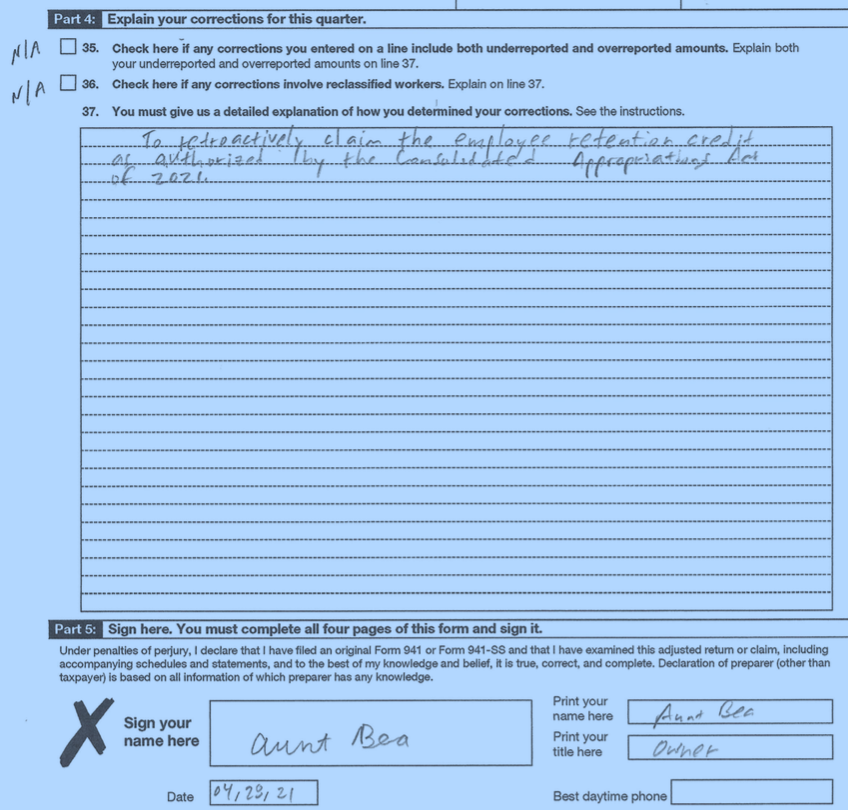 Part 4: Explain your corrections for this quarter.
N/A 35. Check here if any corrections you entered on a line include both underreported and overreported amounts. Explain both
your underreported and overreported amounts on line 37.
N/A 36. Check here if any corrections involve reclassified workers. Explain on line 37.
37. You must give us a detailed explanation of how you determined your corrections. See the instructions.
To retroactively claim the employee retention credit
as authorized by the Consolidated Appropriations Act
of 2021.
Part 5: Sign here. You must complete all four pages of this form and sign it.
Under penalties of perjury, I declare that I have filed an original Form 941 or Form 941-SS and that I have examined this adjusted return or claim, including
accompanying schedules and statements, and to the best of my knowledge and belief, it is true, correct, and complete. Declaration of preparer (other than
taxpayer) is based on all information of which preparer has any knowledge.
X Sign your
name here
Aunt Bea
Print your
name here Aunt Bea
Print your
title here Owner
Date 04/29/21
Best daytime phone